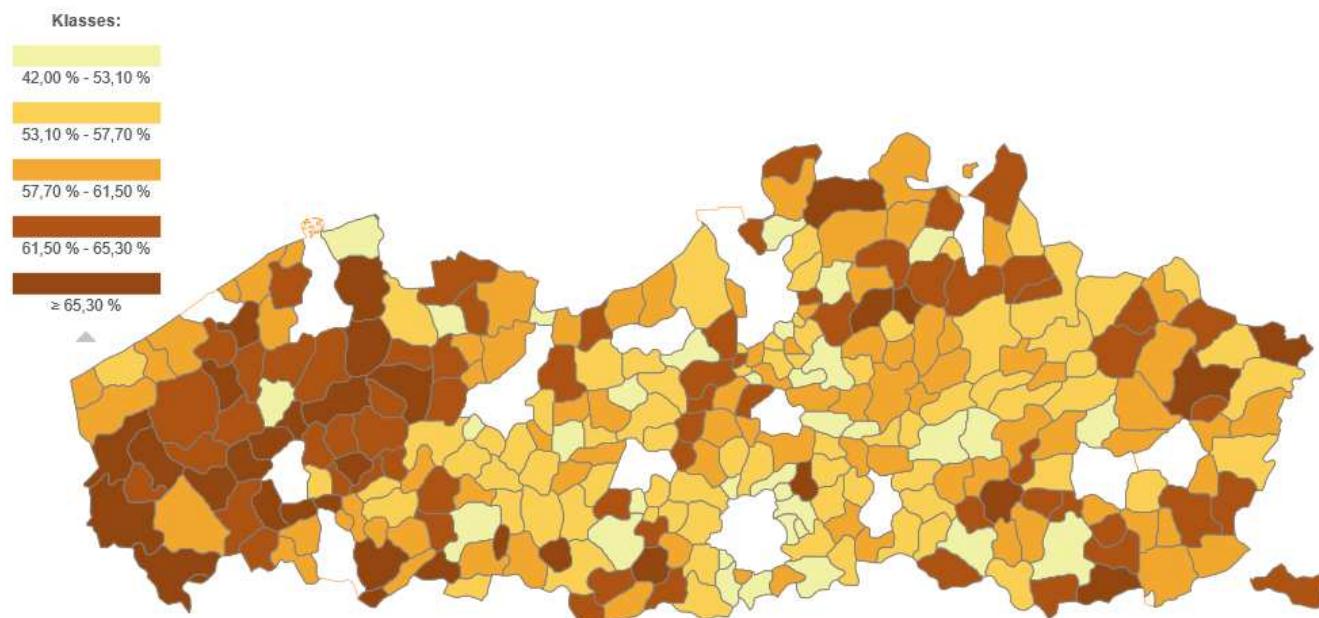 Klasses:
42,00 % - 53,10 %
53,10 % - 57,70 %
57,70 % - 61,50 %
61,50 % - 65,30 %
≥ 65,30 %